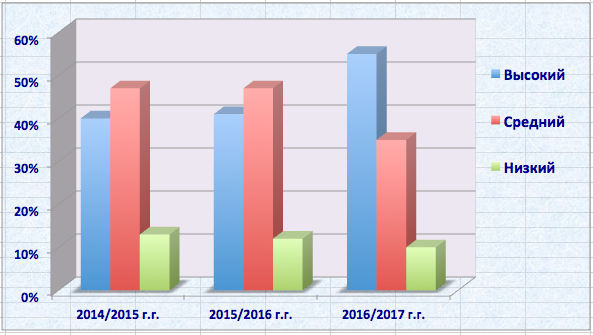 60%
50%
40%
30%
20%
10%
0%
2014/2015 г.г.
2015/2016 г.г.
2016/2017 г.г.
Высокий
Средний
Низкий